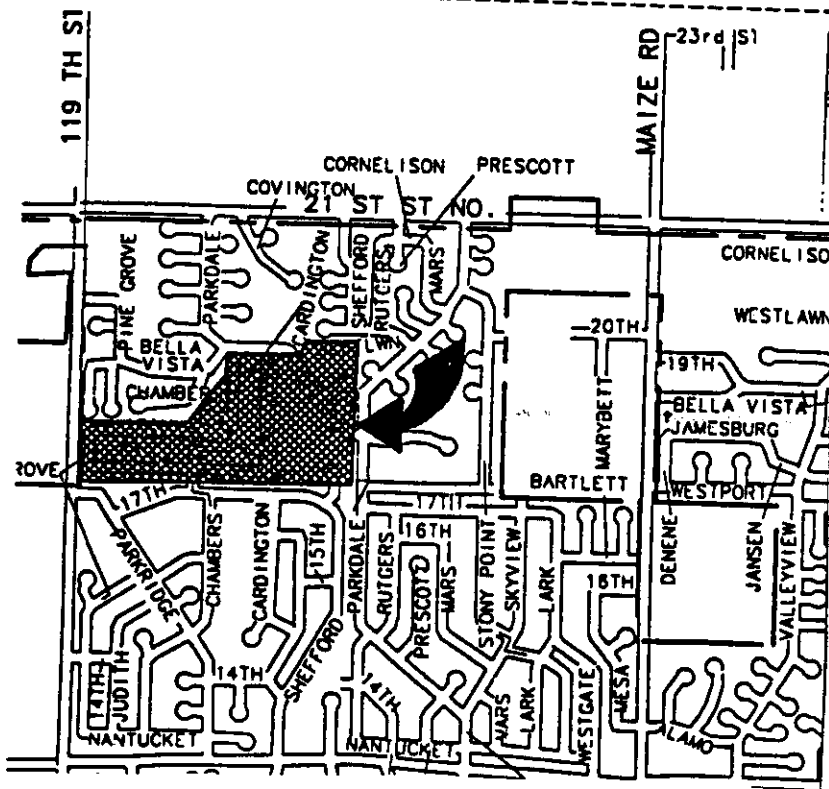 119 TH ST
MAIZE RD
23rd ST
CORNELISON
PRESCOTT
COVINGTON
21 ST ST NO.
PINE GROVE
PARKDALE
CARDINGTON
SHEFFORD
RUTGERS
MARS
CORNELISO
WESTLAWN
20TH
BELLA
VISTA
LWN
19TH
CHAMBER
MARYBETT
BELLA VISTA
JAMESBURG
ROVE
17TH
17TH
BARTLETT
WESTPORT
PARKRIDGE
CHAMBERS
CARDINGTON
15TH
PARKDALE
RUTGERS
16TH
PRESCOTT
MARS
STONY POINT
SKYVIEW
LARK
16TH
DENENE
JANSEN
VALLEYVIEW
14TH
JUDITH
14TH
SHEFFORD
14TH
MARS
LARK
WESTGATE
MESA
NANTUCKET
NANTUCKET
ALAMO